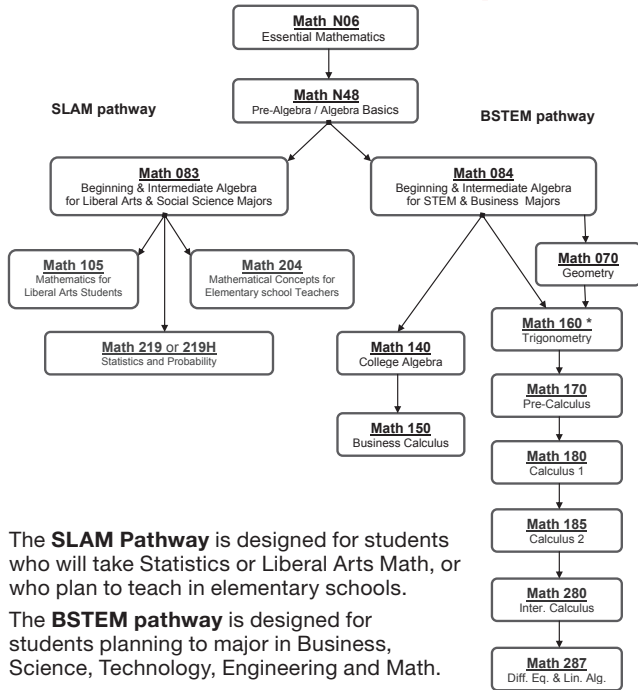 Math N06
Essential Mathematics
Math N48
Pre-Algebra / Algebra Basics
SLAM pathway
BSTEM pathway
Math 083
Beginning & Intermediate Algebra
for Liberal Arts & Social Science Majors
Math 084
Beginning & Intermediate Algebra
for STEM & Business Majors
Math 105
Mathematics for
Liberal Arts Students
Math 204
Mathematical Concepts for
Elementary school Teachers
Math 070
Geometry
Math 219 or 219H
Statistics and Probability
Math 140
College Algebra
Math 160 *
Trigonometry
Math 150
Business Calculus
Math 170
Pre-Calculus
Math 180
Calculus 1
Math 185
Calculus 2
Math 280
Inter. Calculus
Math 287
Diff. Eq. & Lin. Alg.
The SLAM Pathway is designed for students
who will take Statistics or Liberal Arts Math, or
who plan to teach in elementary schools.
The BSTEM pathway is designed for
students planning to major in Business,
Science, Technology, Engineering and Math.